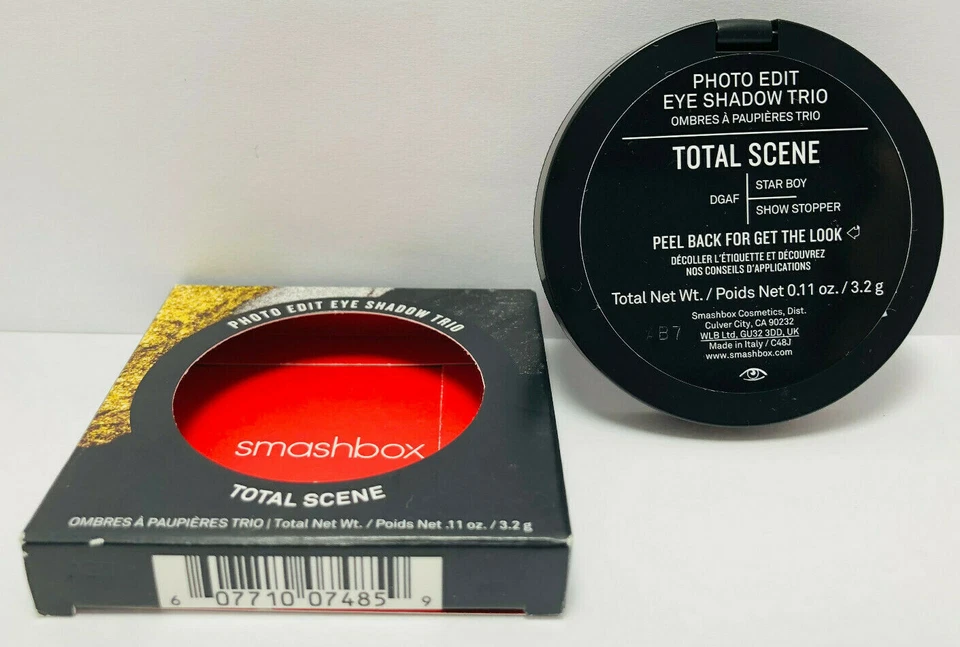 PHOTO EDIT EYE SHADOW TRIO
smashbox
TOTAL SCENE
OMBRES À PAUPIÈRES TRIO | Total Net Wt. / Poids Net .11 oz. / 3.2 g
6 07710 07485 9
PHOTO EDIT
EYE SHADOW TRIO
OMBRES À PAUPIÈRES TRIO
TOTAL SCENE
DGAF
STAR BOY
SHOW STOPPER
PEEL BACK FOR GET THE LOOK
DÉCOLLER L'ÉTIQUETTE ET DÉCOUVREZ
NOS CONSEILS D'APPLICATIONS
Total Net Wt. / Poids Net 0.11 oz. / 3.2 g
Smashbox Cosmetics, Dist.
Culver City, CA 90232
WLB Ltd, GU32 3DD, UK
Made in Italy / C48J
www.smashbox.com